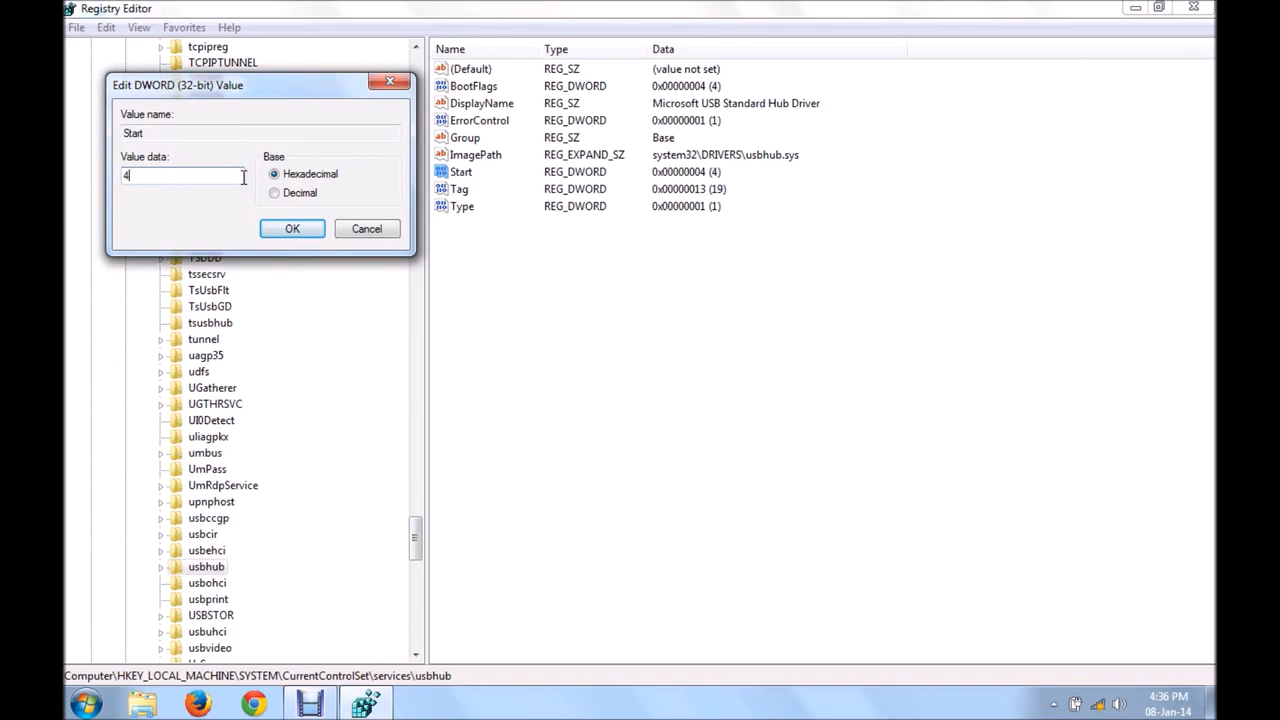 Registry Editor
File Edit View Favorites Help
tcpipreg
TCPIPTUNNEL
Edit DWORD (32-bit) Value
Value name:
Start
Value data:
4
Base
Hexadecimal
Decimal
OK Cancel
TSDDD
tssecsrv
TsUsbFlt
TsUsbGD
tsusbhub
tunnel
uagp35
udfs
UGatherer
UGTHRSVC
UI0Detect
uliagpkx
umbus
UmPass
UmRdpService
upnphost
usbccgp
usbcir
usbehci
usbhub
usbohci
usbprint
USBSTOR
usbuhci
usbvideo
Name Type Data
(Default) REG_SZ (value not set)
BootFlags REG_DWORD 0x00000004 (4)
DisplayName REG_SZ Microsoft USB Standard Hub Driver
ErrorControl REG_DWORD 0x00000001 (1)
Group REG_SZ Base
ImagePath REG_EXPAND_SZ system32\DRIVERS\usbhub.sys
Start REG_DWORD 0x00000004 (4)
Tag REG_DWORD 0x00000013 (19)
Type REG_DWORD 0x00000001 (1)
Computer\HKEY_LOCAL_MACHINE\SYSTEM\CurrentControlSet\services\usbhub
4:36 PM
08-Jan-14